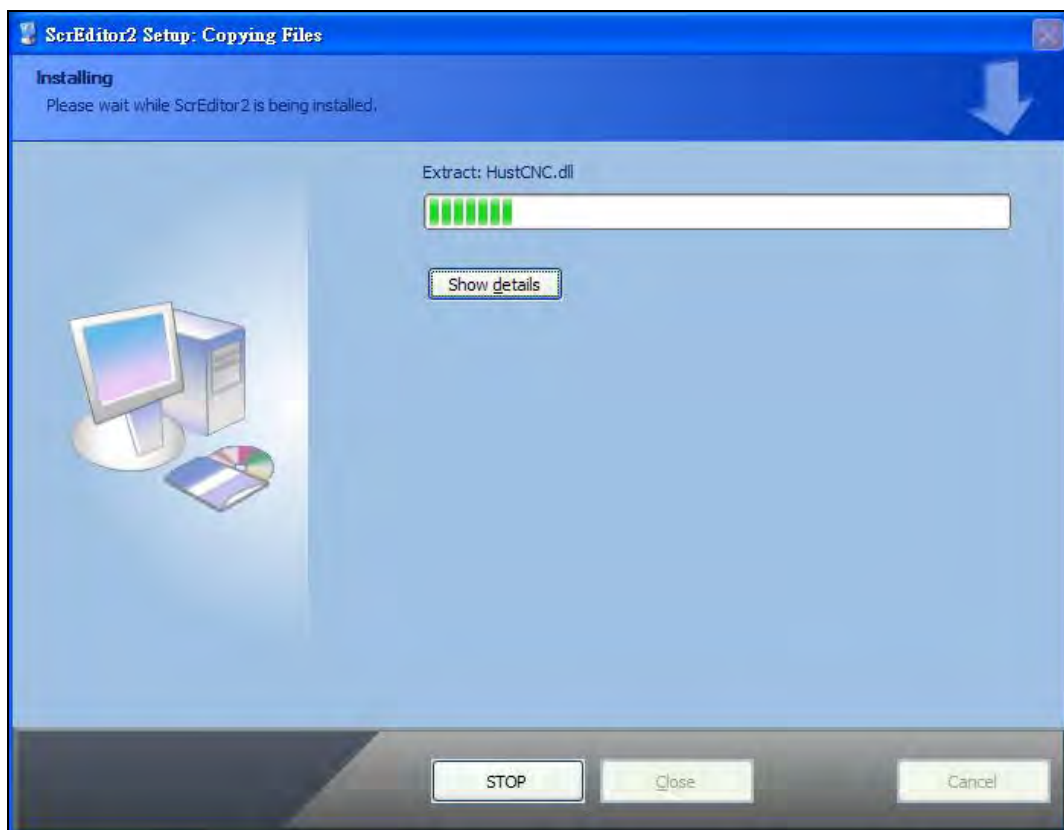 ScrEditor2 Setup: Copying Files
Installing
Please wait while ScrEditor2 is being installed.
Extract: HustCNC.dll
Show details
STOP
Close
Cancel